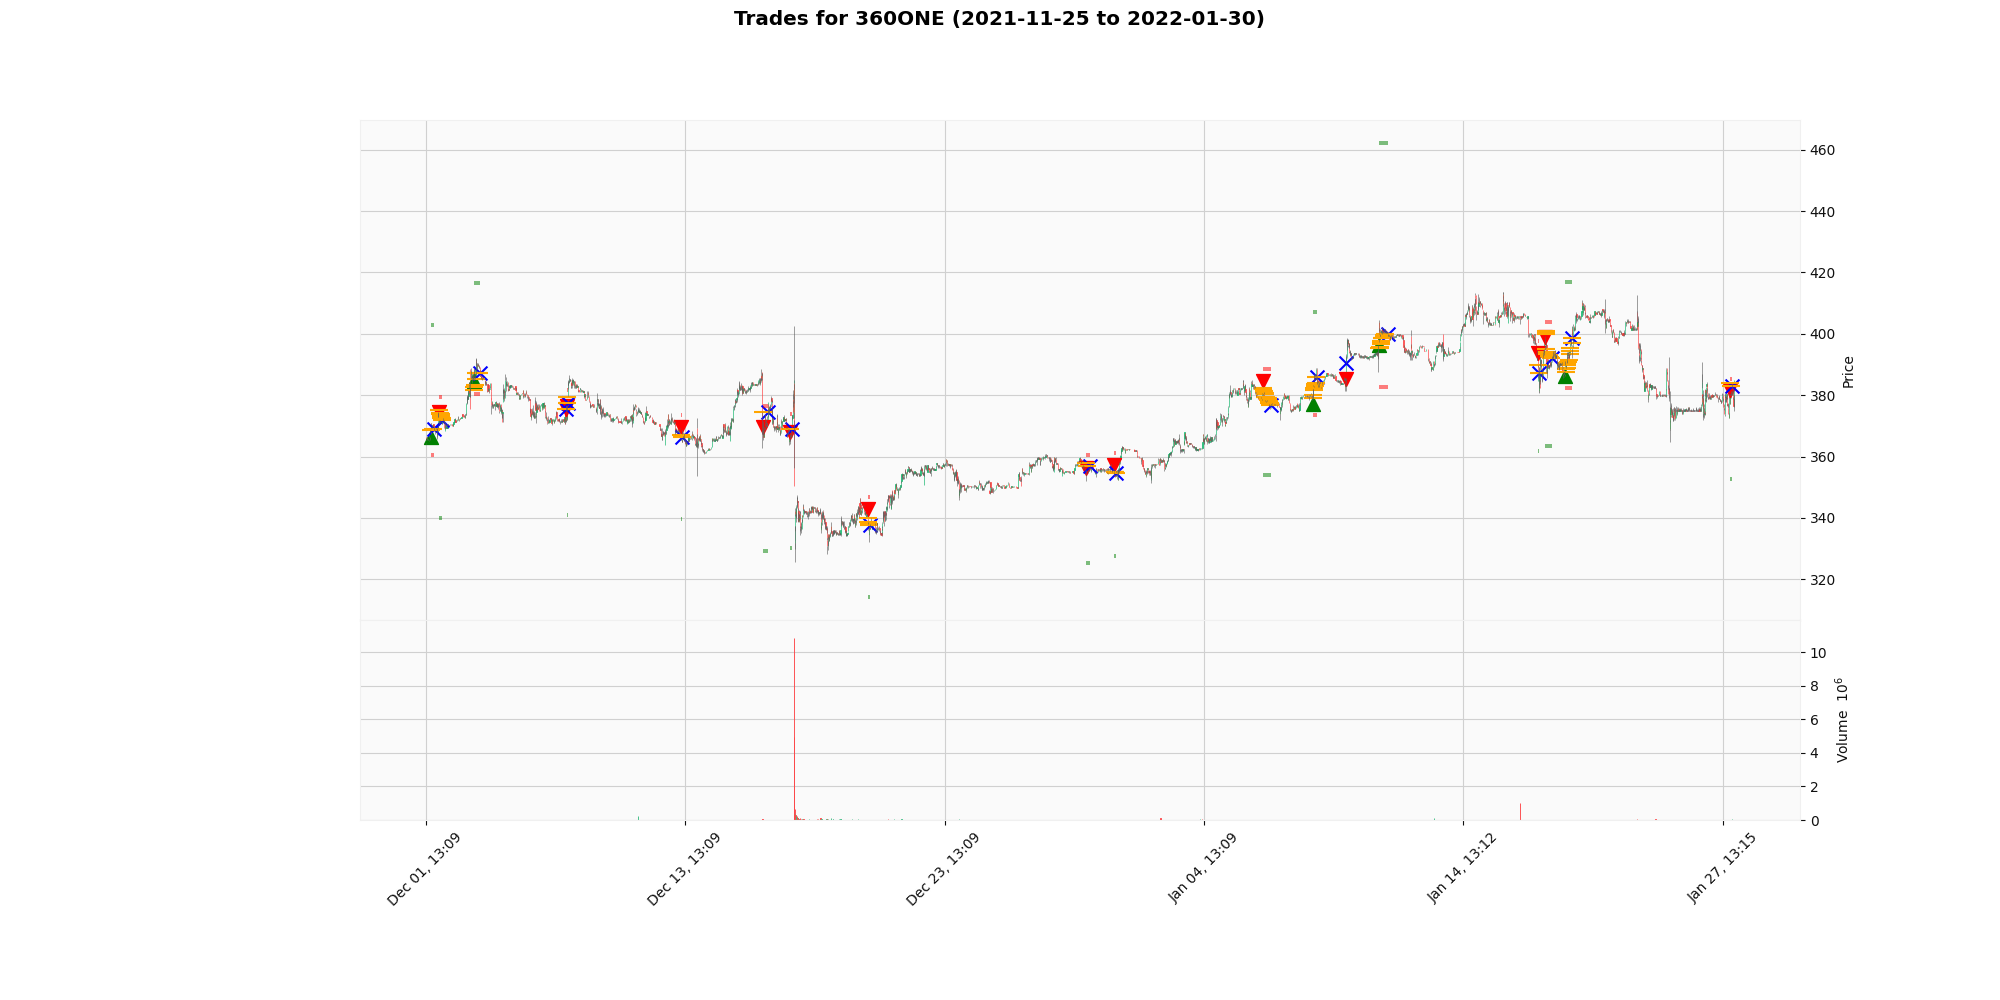 Trades for 360ONE (2021-11-25 to 2022-01-30)
460
440
420
400
380
360
340
320
Price
10
8
6
4
2
0
Volume 10⁶
Dec 01, 13:09
Dec 13, 13:09
Dec 23, 13:09
Jan 04, 13:09
Jan 14, 13:12
Jan 27, 13:15